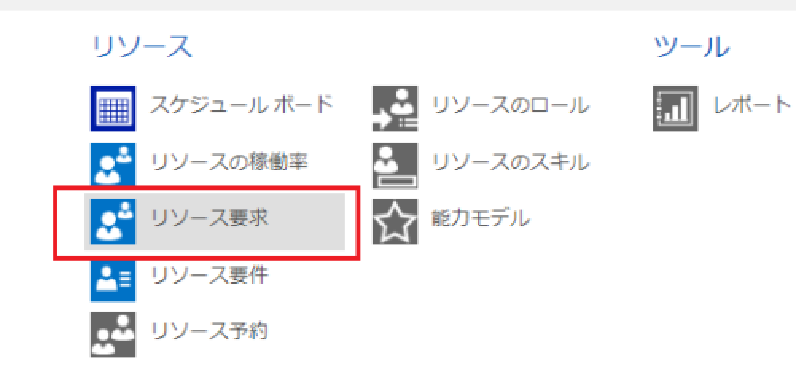 リソース
スケジュール ボード
リソースの稼働率
リソース要求
リソース要件
リソース予約
リソースのロール
リソースのスキル
能力モデル
ツール
レポート